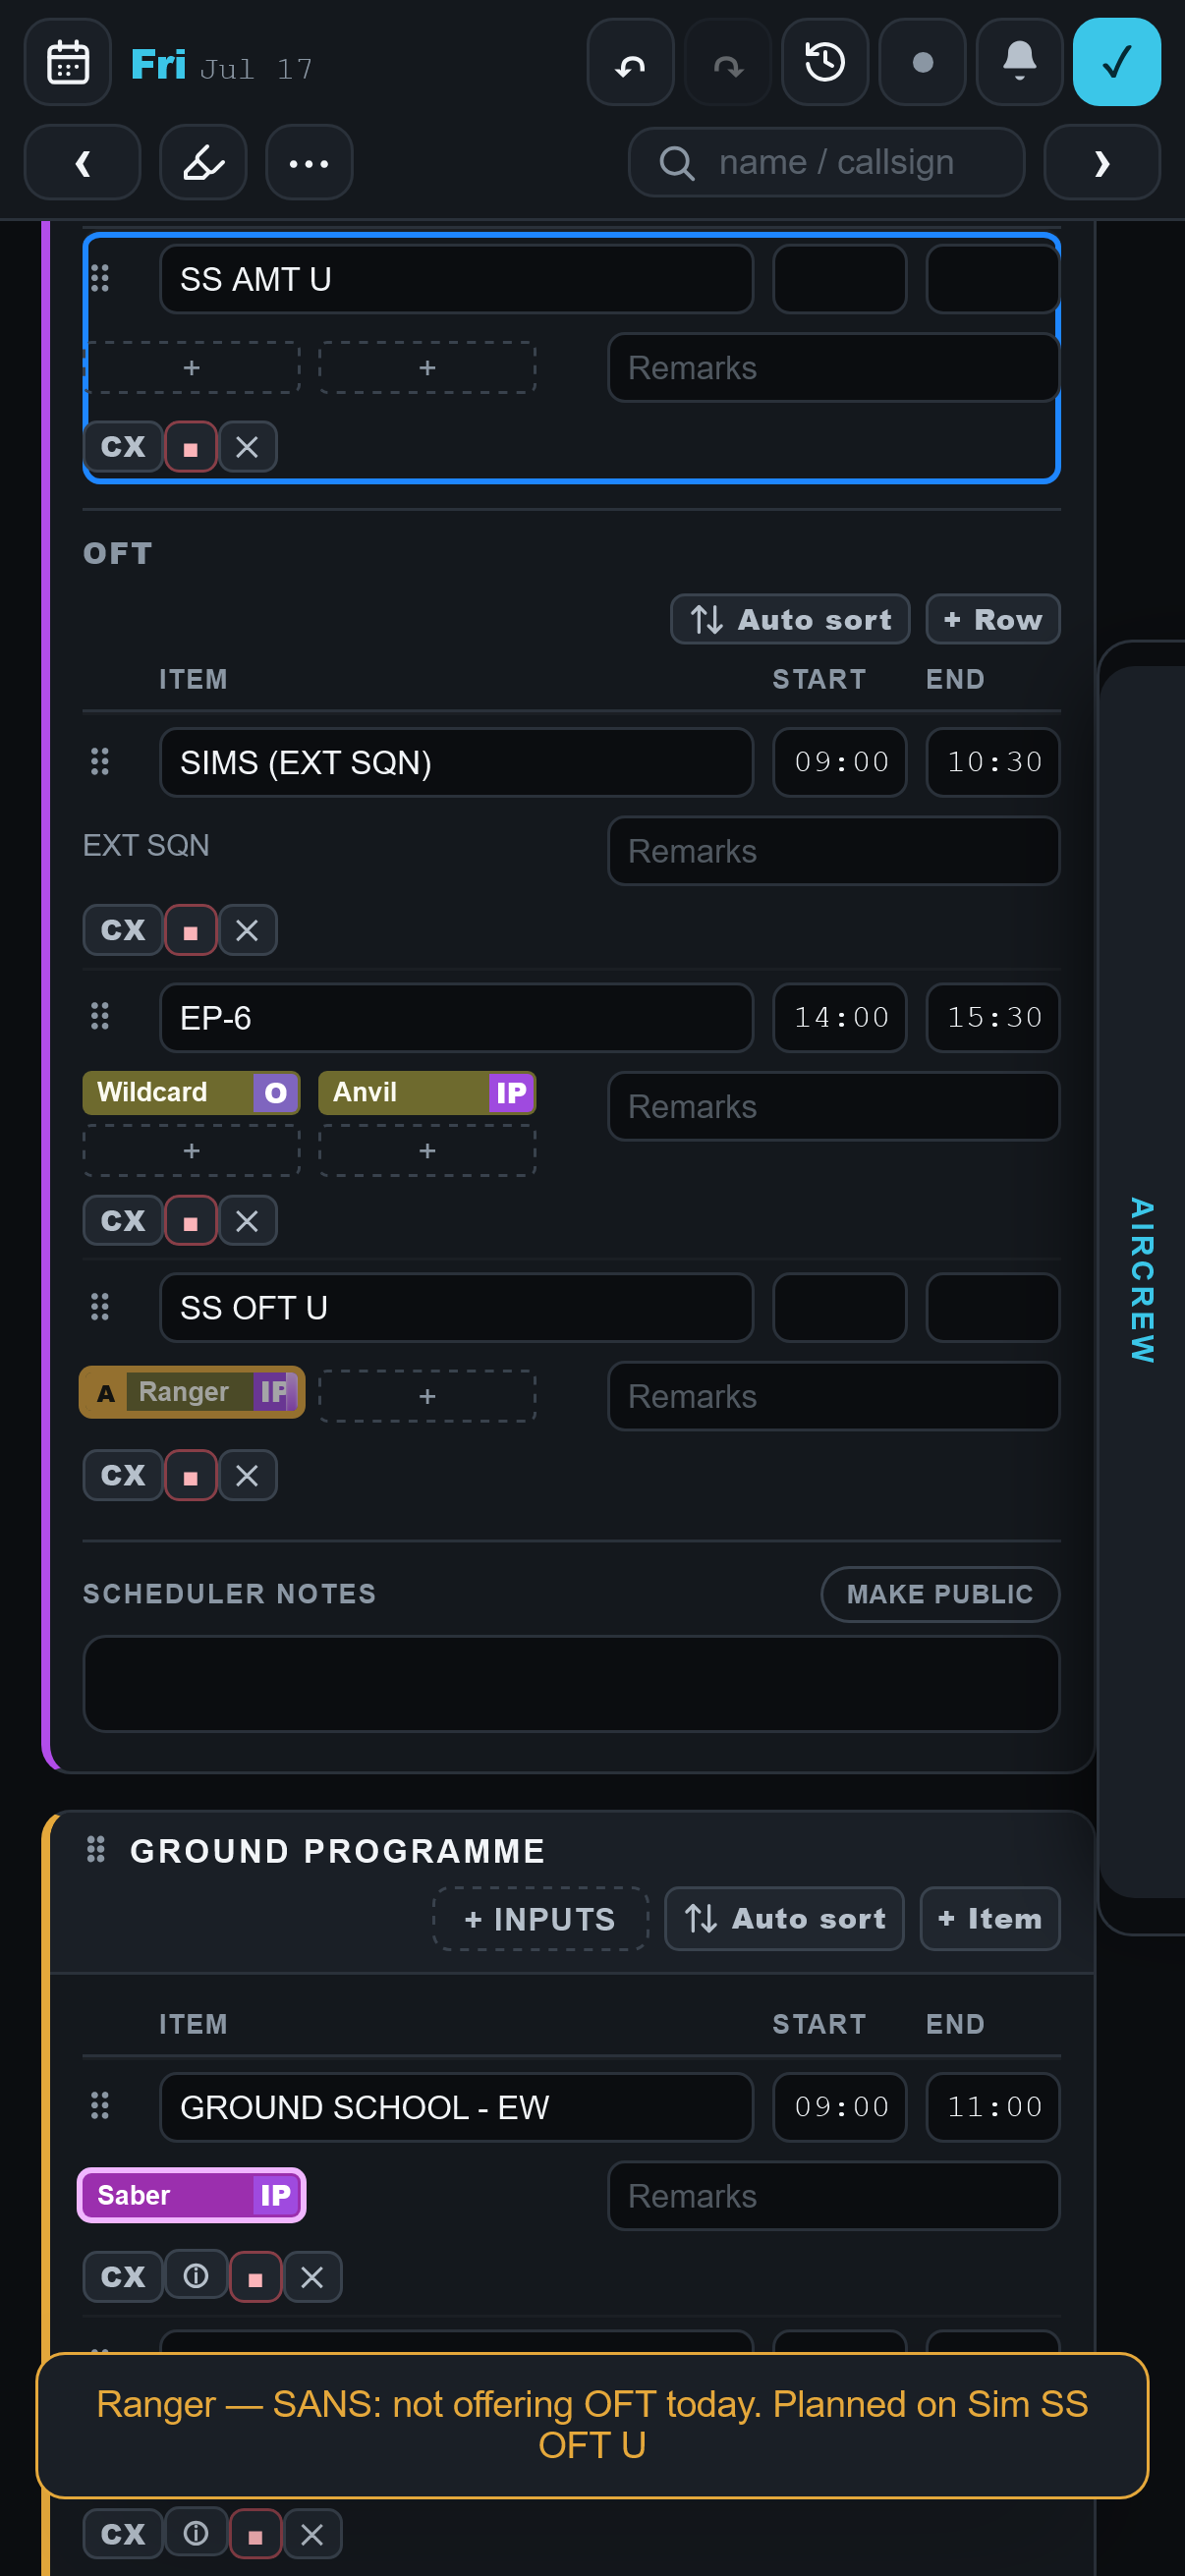 Fri Jul 17
name / callsign
SS AMT U
+ + Remarks
CX
OFT
Auto sort + Row
ITEM START END
SIMS (EXT SQN) 09:00 10:30
EXT SQN Remarks
CX
EP-6 14:00 15:30
Wildcard O Anvil IP Remarks
+ +
CX
SS OFT U
A Ranger IP + Remarks
CX
SCHEDULER NOTES MAKE PUBLIC
AIRCREW
GROUND PROGRAMME
+ INPUTS Auto sort + Item
ITEM START END
GROUND SCHOOL - EW 09:00 11:00
Saber IP Remarks
CX
Ranger — SANS: not offering OFT today. Planned on Sim SS
OFT U
CX